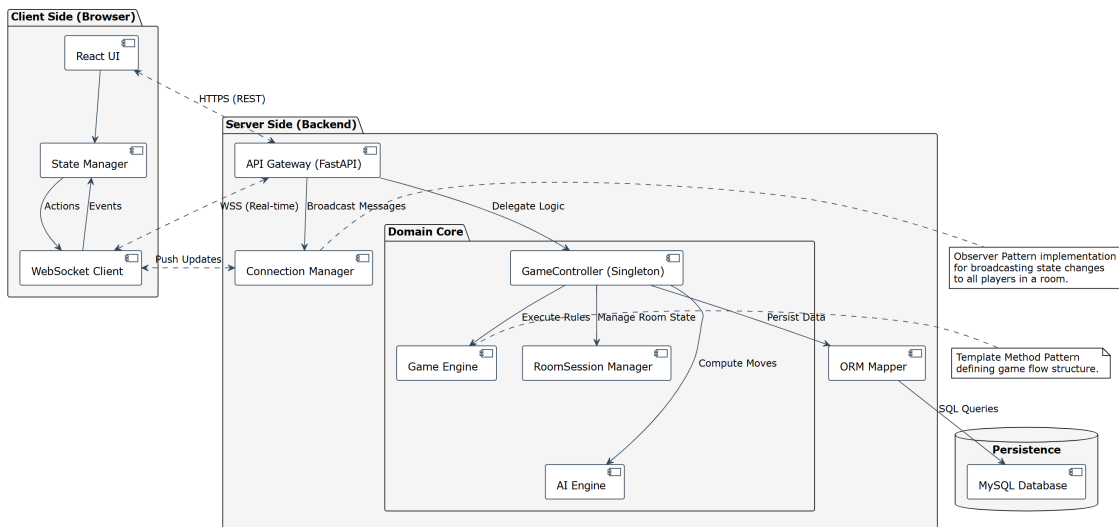 Client Side (Browser)
React UI
HTTPS (REST)
Server Side (Backend)
State Manager
API Gateway (FastAPI)
Actions
Events
WSS (Real-time)
Broadcast Messages
Delegate Logic
Domain Core
WebSocket Client
Push Updates
Connection Manager
GameController (Singleton)
Observer Pattern implementation
for broadcasting state changes
to all players in a room.
Execute Rules
Manage Room State
Persist Data
Game Engine
RoomSession Manager
Compute Moves
ORM Mapper
Template Method Pattern
defining game flow structure.
SQL Queries
Persistence
AI Engine
MySQL Database